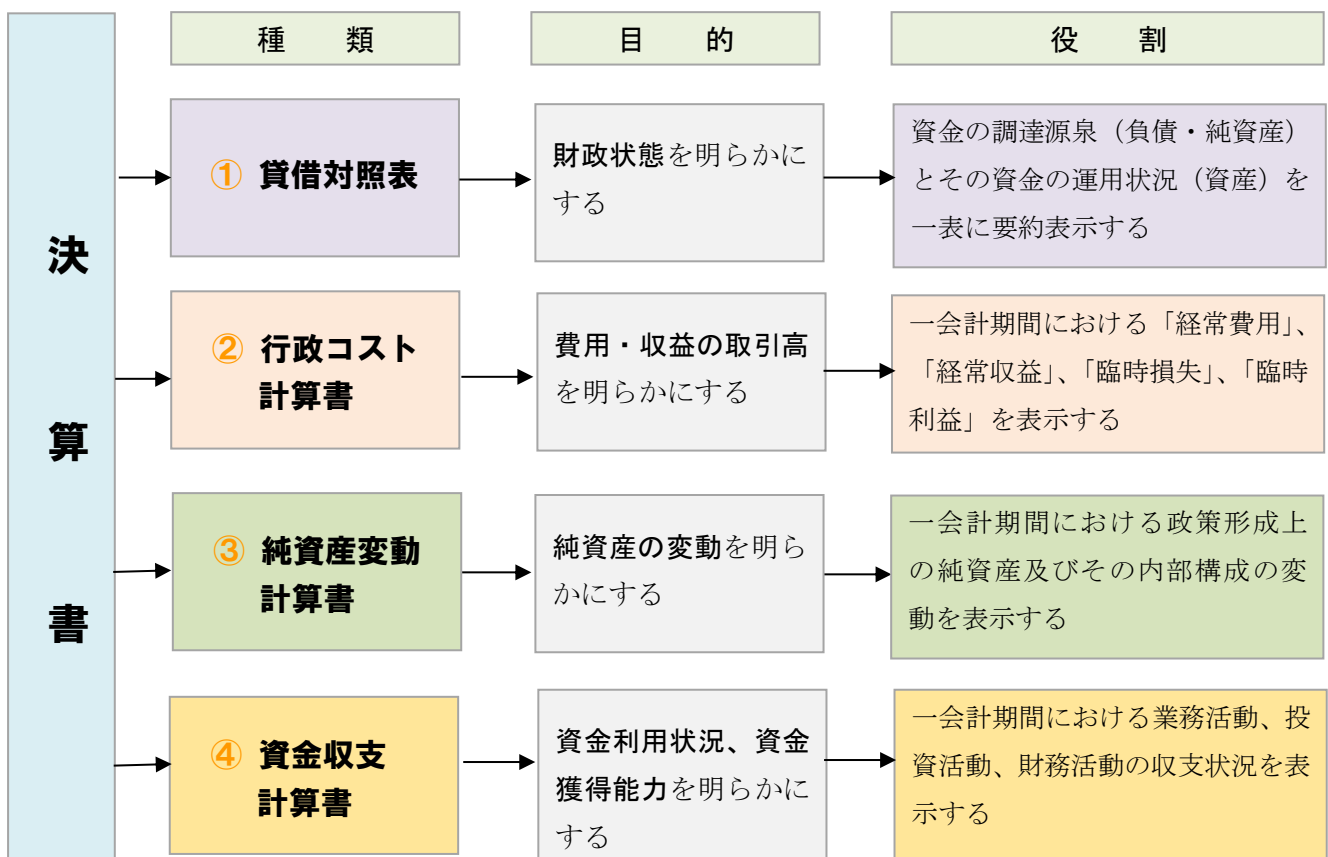 種　類
目　的
役　割
決
算
書
① 貸借対照表
財政状態を明らかに
する
資金の調達源泉（負債・純資産）
とその資金の運用状況（資産）を
一表に要約表示する
② 行政コスト
計算書
費用・収益の取引高
を明らかにする
一会計期間における「経常費用」、
「経常収益」、「臨時損失」、「臨時
利益」を表示する
③ 純資産変動
計算書
純資産の変動を明ら
かにする
一会計期間における政策形成上
の純資産及びその内部構成の変
動を表示する
④ 資金収支
計算書
資金利用状況、資金
獲得能力を明らかに
する
一会計期間における業務活動、投
資活動、財務活動の収支状況を表
示する